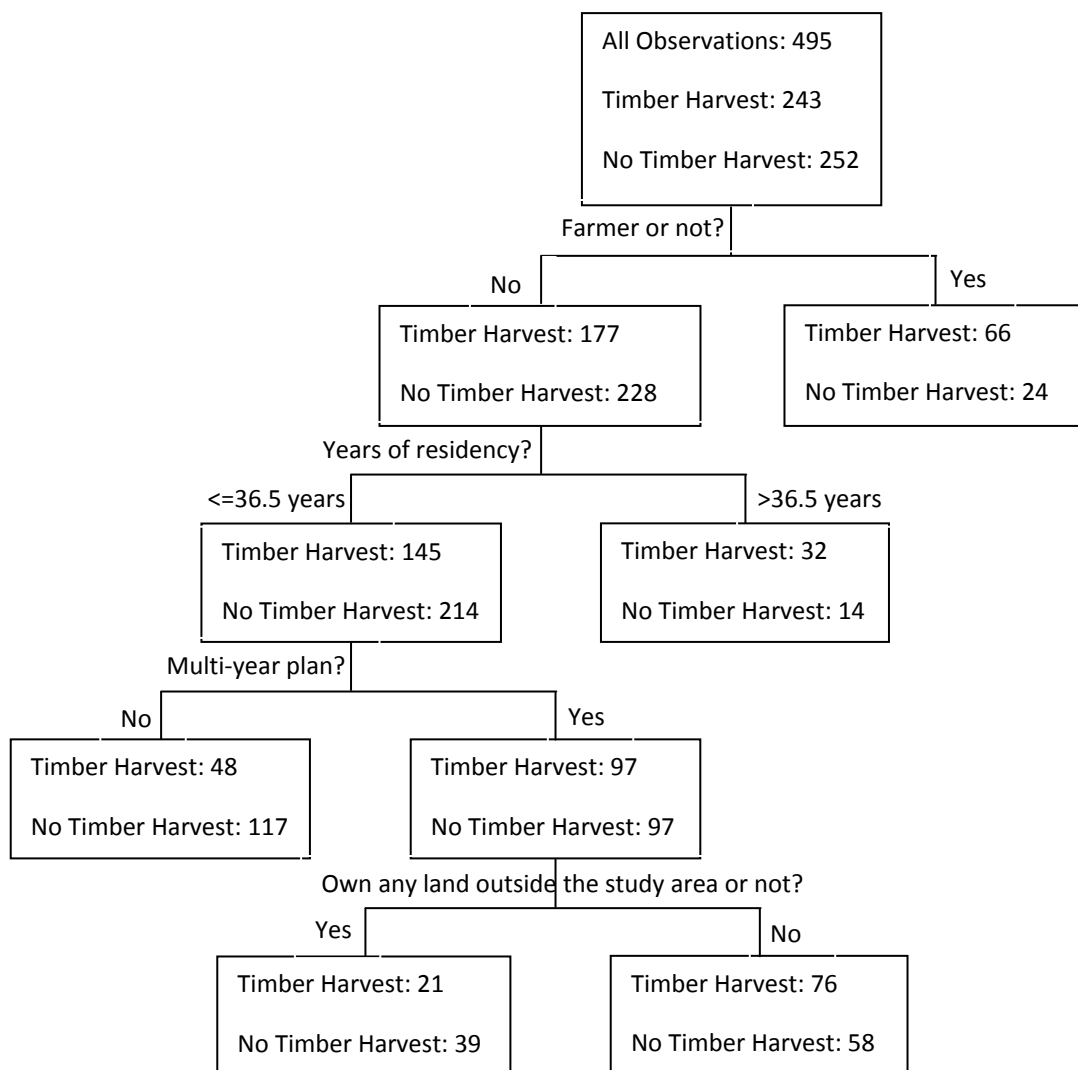 All Observations: 495
Timber Harvest: 243
No Timber Harvest: 252
Farmer or not?
No
Yes
Timber Harvest: 177
No Timber Harvest: 228
Timber Harvest: 66
No Timber Harvest: 24
Years of residency?
<=36.5 years
>36.5 years
Timber Harvest: 145
No Timber Harvest: 214
Timber Harvest: 32
No Timber Harvest: 14
Multi-year plan?
No
Yes
Timber Harvest: 48
No Timber Harvest: 117
Timber Harvest: 97
No Timber Harvest: 97
Own any land outside the study area or not?
Yes
No
Timber Harvest: 21
No Timber Harvest: 39
Timber Harvest: 76
No Timber Harvest: 58